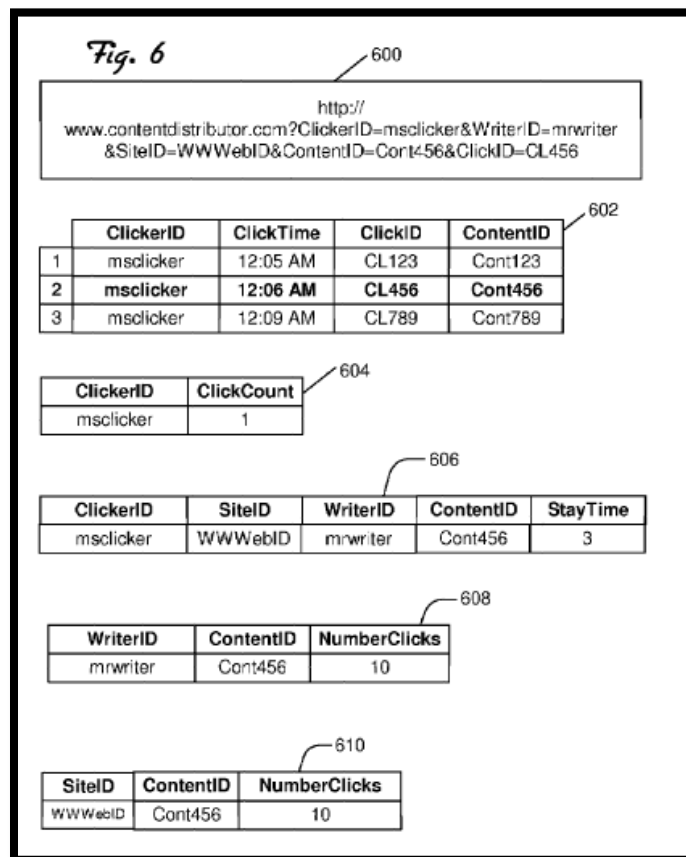 Fig. 6
600
http://
www.contentdistributor.com?ClickerID=msclicker&WriterID=mrwriter
&SiteID=WWWebID&ContentID=Cont456&ClickID=CL456
602
ClickerID ClickTime ClickID ContentID
1 msclicker 12:05 AM CL123 Cont123
2 msclicker 12:06 AM CL456 Cont456
3 msclicker 12:09 AM CL789 Cont789
604
ClickerID ClickCount
msclicker 1
606
ClickerID SiteID WriterID ContentID StayTime
msclicker WWWebID mrwriter Cont456 3
608
WriterID ContentID NumberClicks
mrwriter Cont456 10
610
SiteID ContentID NumberClicks
WWWebID Cont456 10